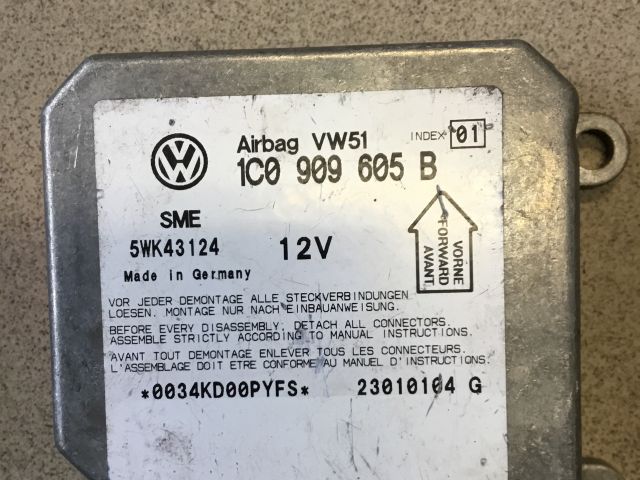 Airbag VW51 INDEX 01
1C0 909 605 B
SME
5WK43124 12V
Made in Germany
VORNE
FORWARD
AVANT
VOR JEDER DEMONTAGE ALLE STECKVERBINDUNGEN
LOESEN. MONTAGE NUR NACH EINBAUANWEISUNG.
BEFORE EVERY DISASSEMBLY, DETACH ALL CONNECTORS.
ASSEMBLE STRICTLY ACCORDING TO MANUAL INSTRUCTIONS.
AVANT TOUT DEMONTAGE ENLEVER TOUS LES CONNECTEURS.
L'ASSEMBLAGE DOIT ETRE CONFORME AU MANUEL D'INSTRUCTIONS.
*0034KD00PYFS* 23010104 G